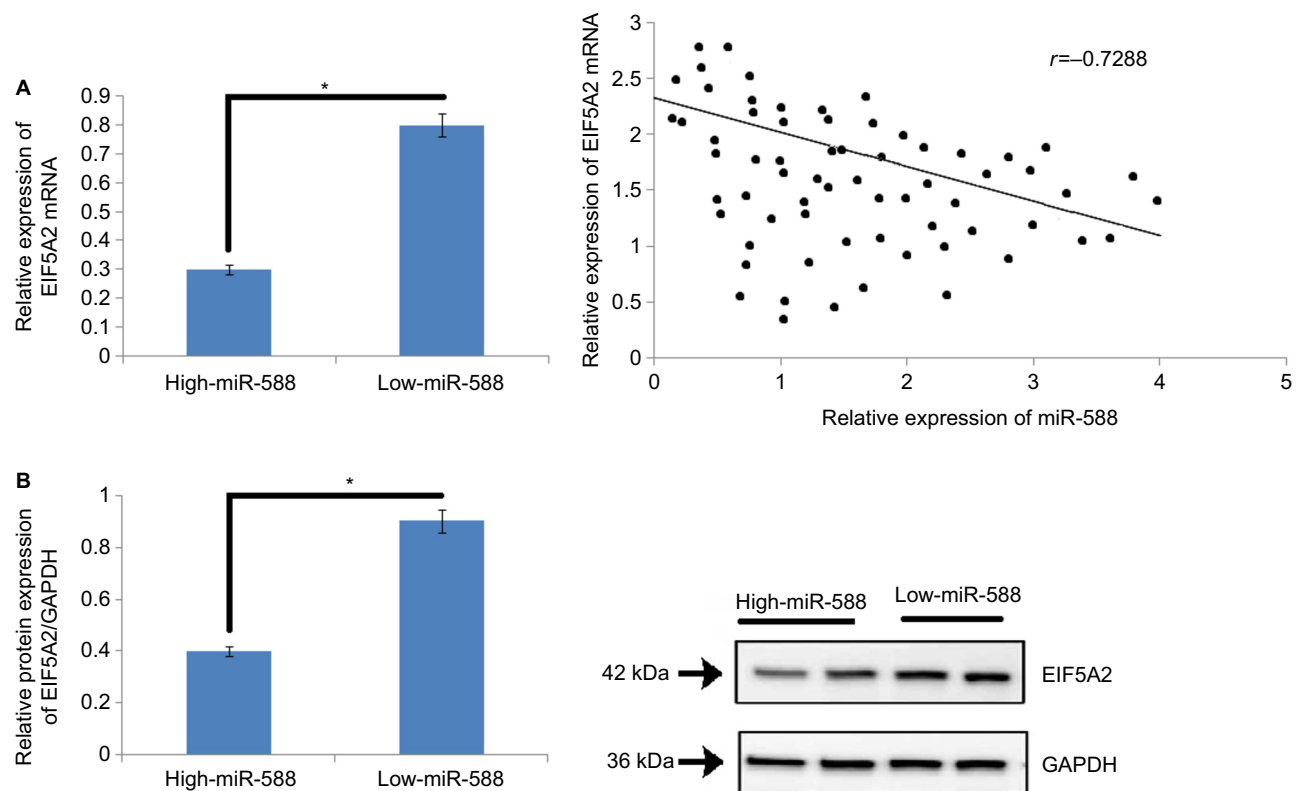 A
Relative expression of
EIF5A2 mRNA
0.9
0.8
0.7
0.6
0.5
0.4
0.3
0.2
0.1
0
*
High-miR-588
Low-miR-588
Relative expression of EIF5A2 mRNA
3
2.5
2
1.5
1
0.5
0
r=–0.7288
0
1
2
3
4
5
Relative expression of miR-588
B
Relative protein expression
of EIF5A2/GAPDH
1
0.8
0.6
0.4
0.2
0
*
High-miR-588
Low-miR-588
High-miR-588
Low-miR-588
42 kDa
EIF5A2
36 kDa
GAPDH